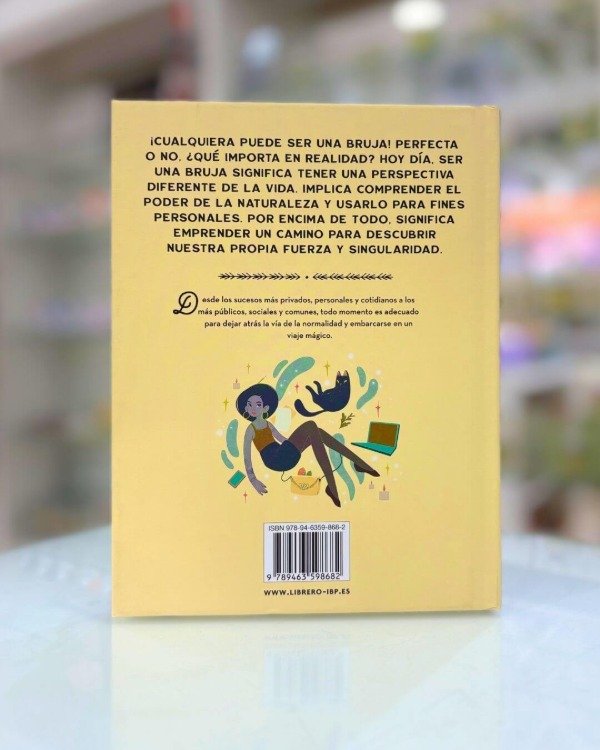 ¡CUALQUIERA PUEDE SER UNA BRUJA! PERFECTA
O NO. ¿QUÉ IMPORTA EN REALIDAD? HOY DÍA, SER
UNA BRUJA SIGNIFICA TENER UNA PERSPECTIVA
DIFERENTE DE LA VIDA. IMPLICA COMPRENDER EL
PODER DE LA NATURALEZA Y USARLO PARA FINES
PERSONALES. POR ENCIMA DE TODO, SIGNIFICA
EMPRENDER UN CAMINO PARA DESCUBRIR
NUESTRA PROPIA FUERZA Y SINGULARIDAD.
Desde los sucesos más privados, personales y cotidianos a los
más públicos, sociales y comunes, todo momento es adecuado
para dejar atrás la vía de la normalidad y embarcarse en un
viaje mágico.
ISBN 978-94-6359-868-2
9 789463 598682
WWW.LIBRERO-IBP.ES